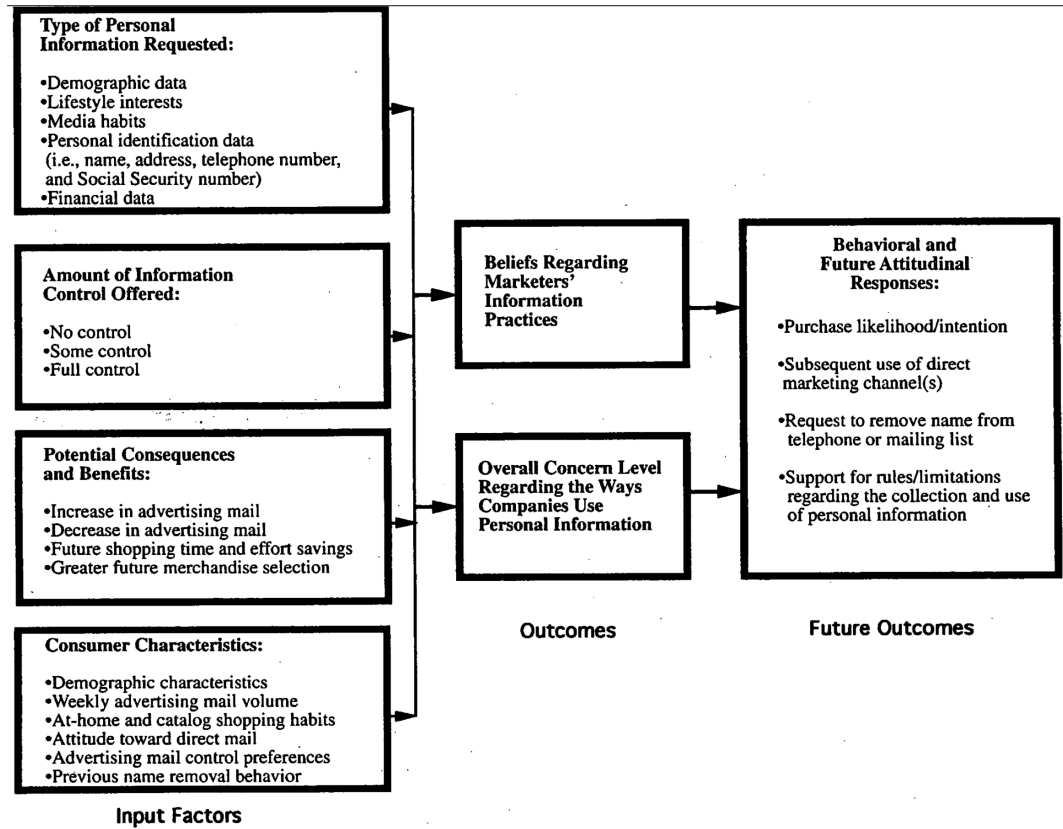 Type of Personal
Information Requested:
•Demographic data
•Lifestyle interests
•Media habits
•Personal identification data
(i.e., name, address, telephone number,
and Social Security number)
•Financial data
Amount of Information
Control Offered:
•No control
•Some control
•Full control
Potential Consequences
and Benefits:
•Increase in advertising mail
•Decrease in advertising mail
•Future shopping time and effort savings
•Greater future merchandise selection
Consumer Characteristics:
•Demographic characteristics
•Weekly advertising mail volume
•At-home and catalog shopping habits
•Attitude toward direct mail
•Advertising mail control preferences
•Previous name removal behavior
Input Factors
Beliefs Regarding
Marketers'
Information
Practices
Overall Concern Level
Regarding the Ways
Companies Use
Personal Information
Outcomes
Behavioral and
Future Attitudinal
Responses:
•Purchase likelihood/intention
•Subsequent use of direct
marketing channel(s)
•Request to remove name from
telephone or mailing list
•Support for rules/limitations
regarding the collection and use
of personal information
Future Outcomes